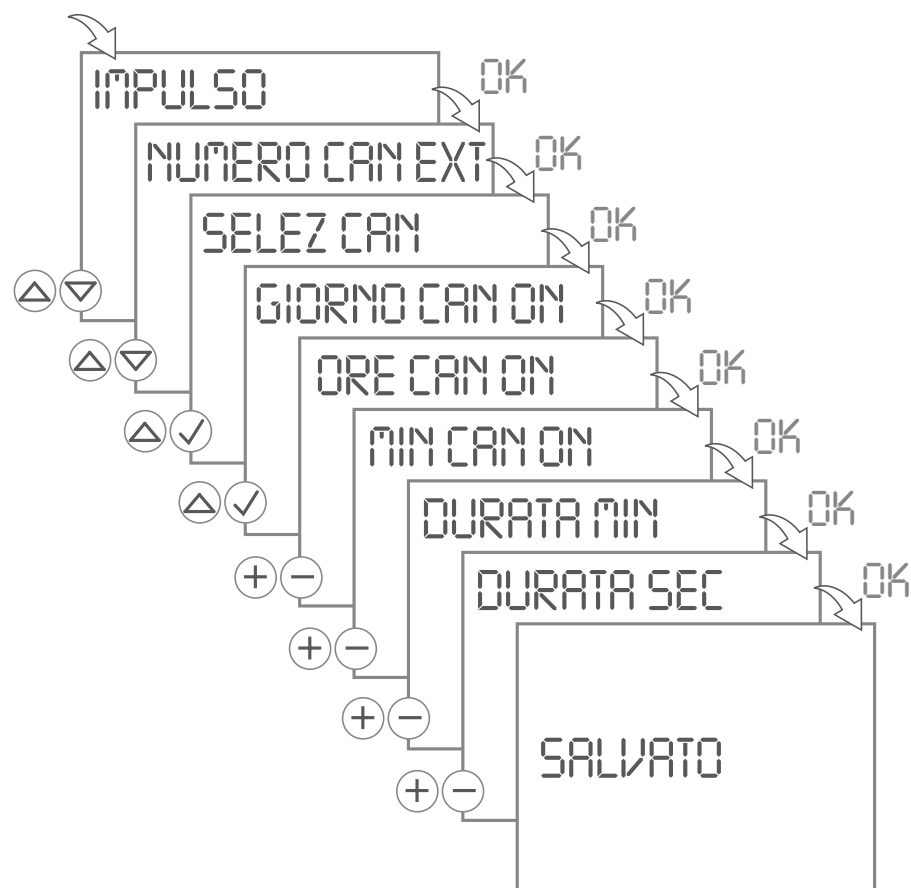 IMPULSO
OK
NUMERO CAN EXT
OK
SELEZ CAN
OK
GIORNO CAN ON
OK
ORE CAN ON
OK
MIN CAN ON
OK
DURATA MIN
OK
DURATA SEC
OK
SALVATO